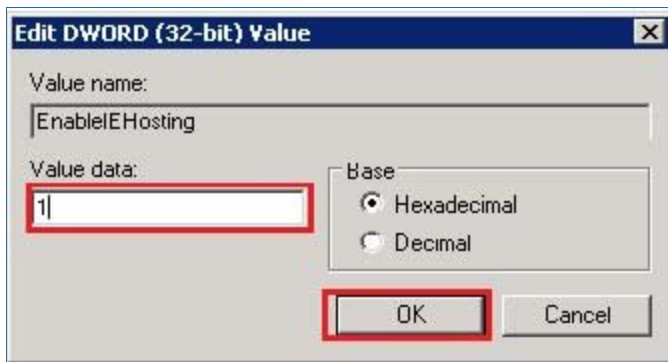 Edit DWORD (32-bit) Value
Value name:
EnableIEHosting
Value data:
1
Base
Hexadecimal
Decimal
OK
Cancel